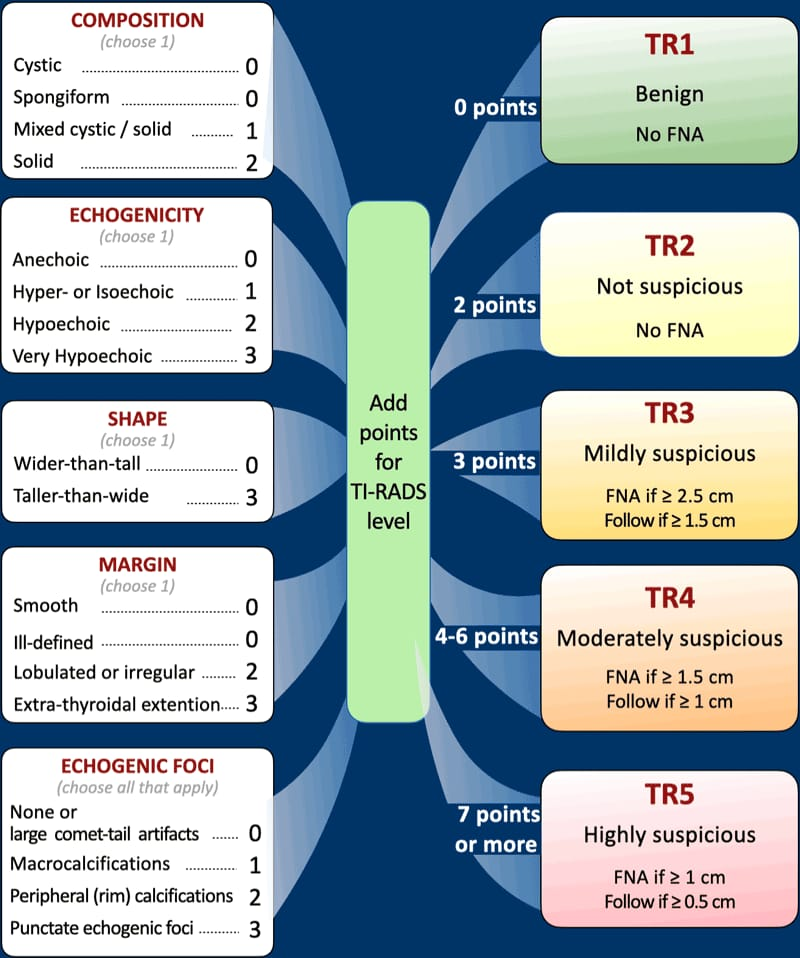 COMPOSITION
(choose 1)
Cystic ........................................ 0
Spongiform ............................. 0
Mixed cystic / solid .......... 1
Solid ........................................ 2
ECHOGENICITY
(choose 1)
Anechoic ................................... 0
Hyper- or Isoechoic ............. 1
Hypoechoic ............................ 2
Very Hypoechoic ................... 3
SHAPE
(choose 1)
Wider-than-tall ....................... 0
Taller-than-wide ............. 3
MARGIN
(choose 1)
Smooth ................................ 0
Ill-defined ................................ 0
Lobulated or irregular ........ 2
Extra-thyroidal extention..... 3
ECHOGENIC FOCI
(choose all that apply)
None or
large comet-tail artifacts ...... 0
Macrocalcifications ............. 1
Peripheral (rim) calcifications 2
Punctate echogenic foci .......... 3
Add
points
for
TI-RADS
level
0 points
TR1
Benign
No FNA
2 points
TR2
Not suspicious
No FNA
3 points
TR3
Mildly suspicious
FNA if ≥ 2.5 cm
Follow if ≥ 1.5 cm
4-6 points
TR4
Moderately suspicious
FNA if ≥ 1.5 cm
Follow if ≥ 1 cm
7 points
or more
TR5
Highly suspicious
FNA if ≥ 1 cm
Follow if ≥ 0.5 cm